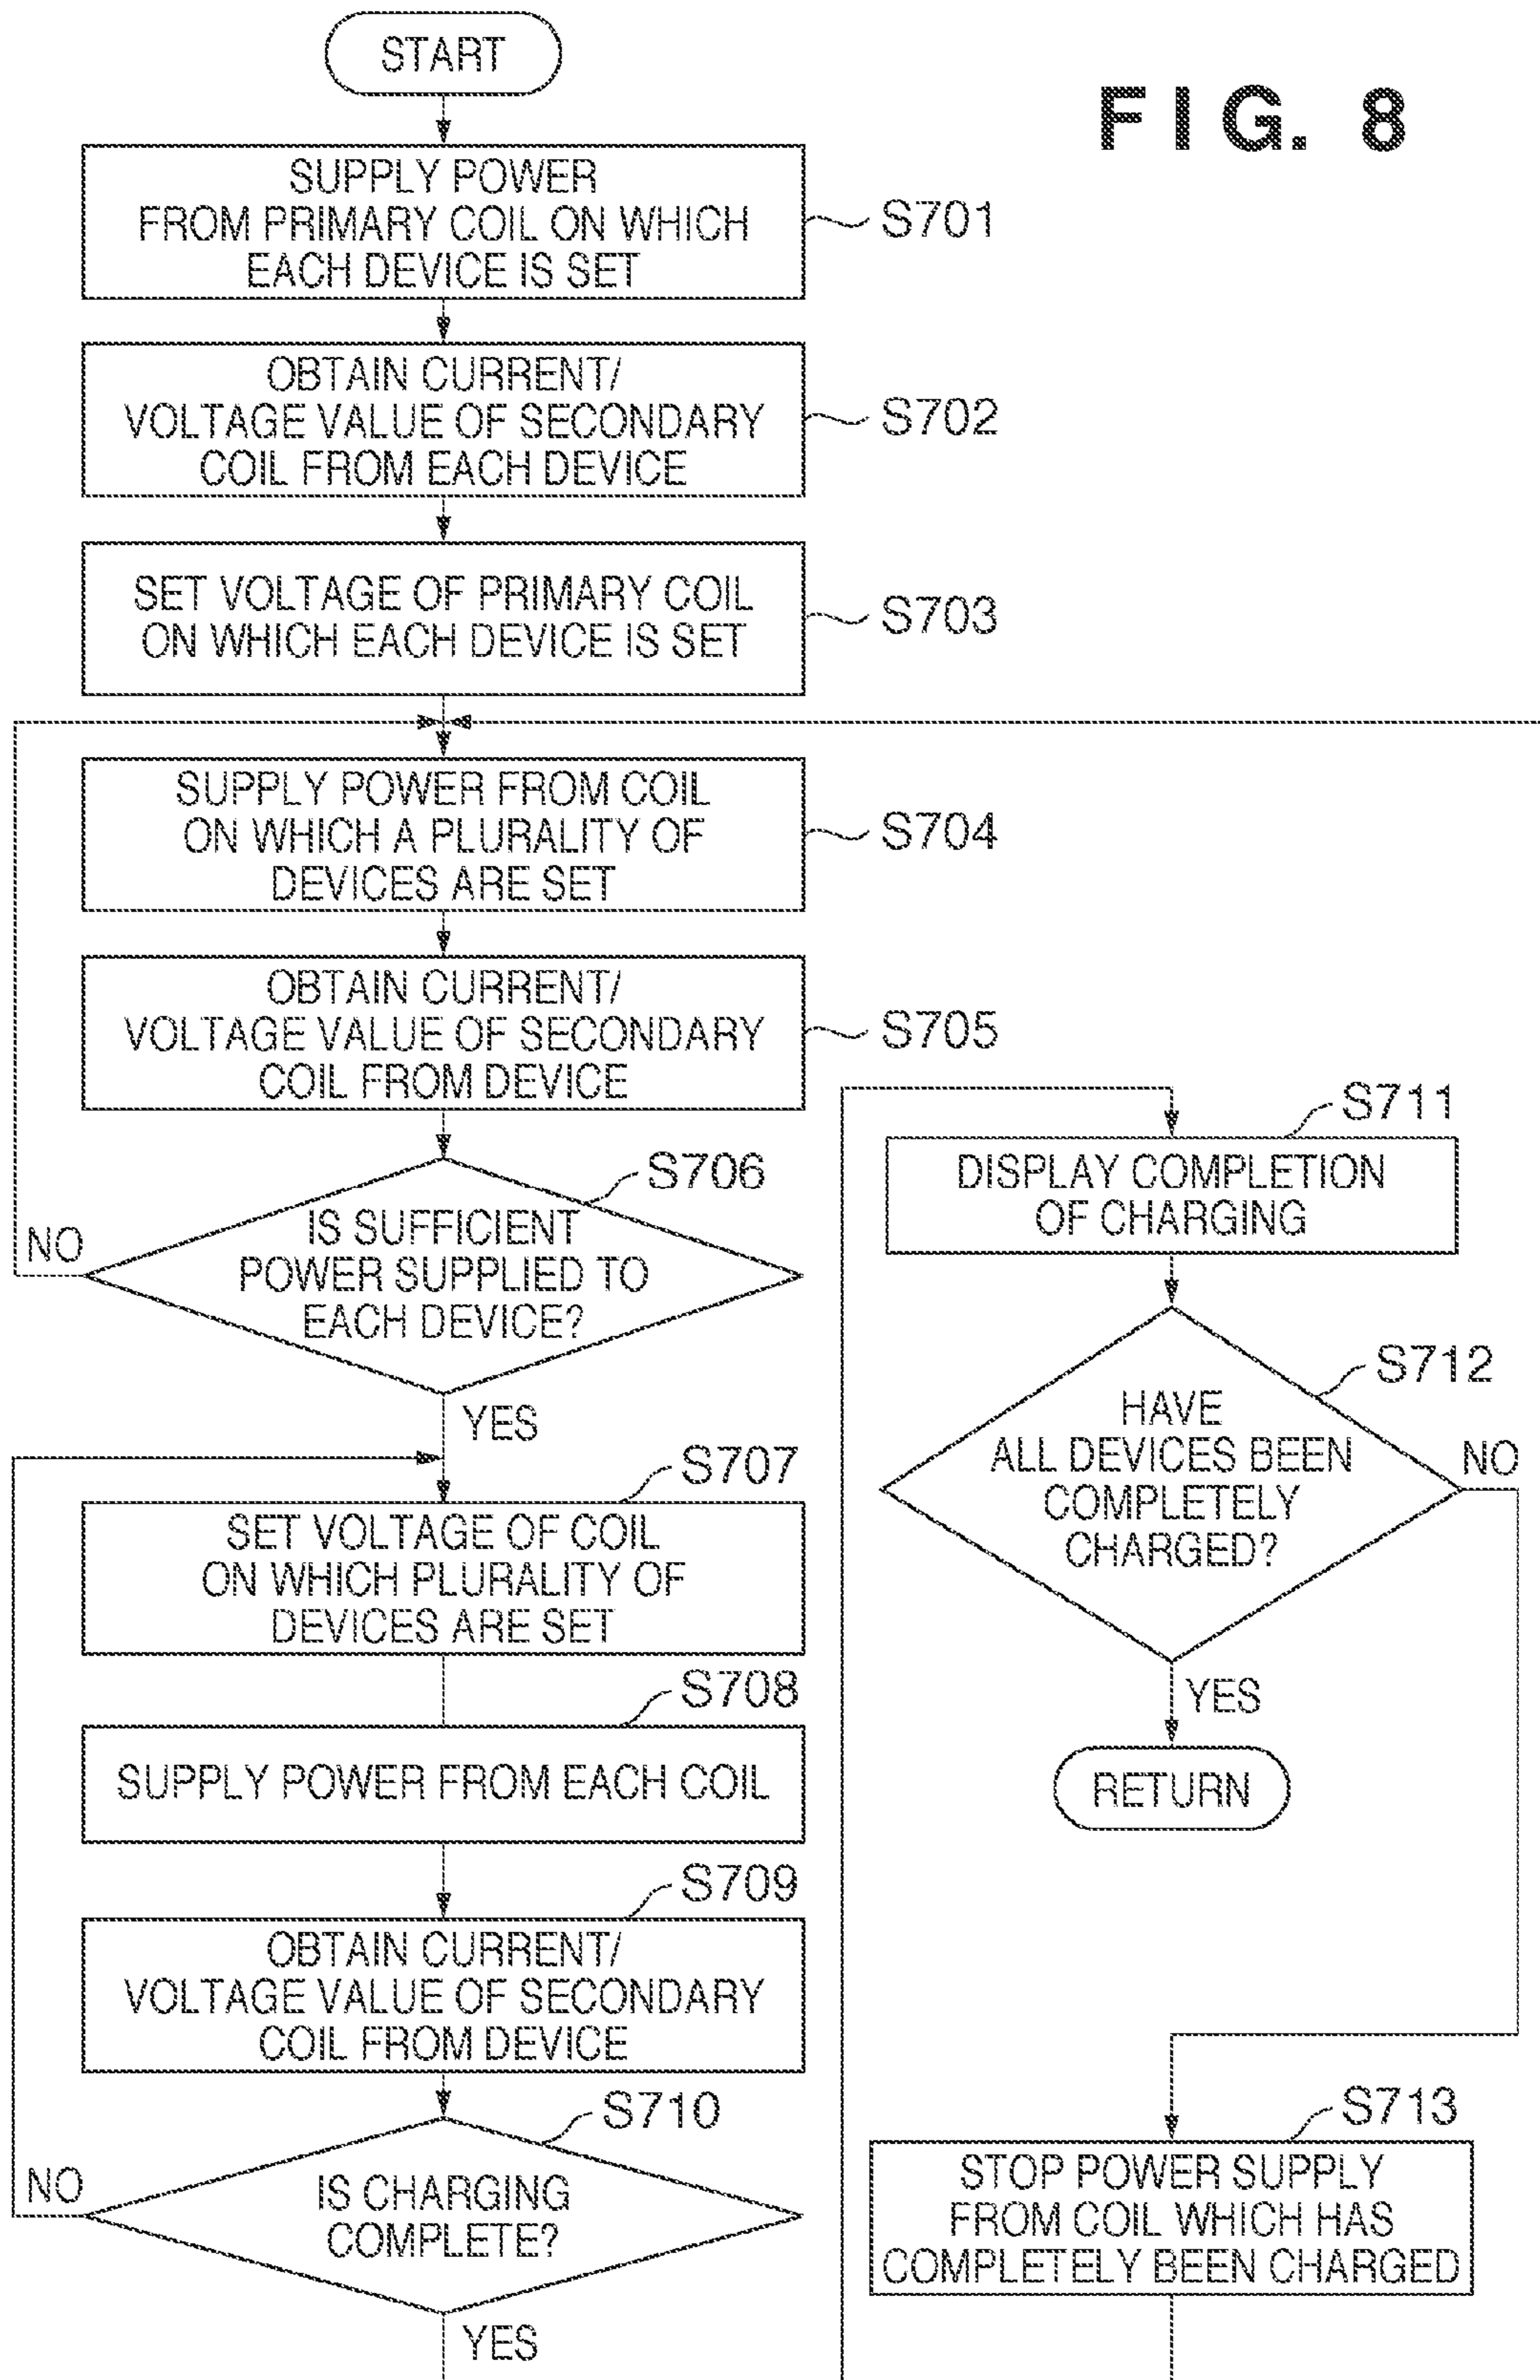 FIG. 8
START
SUPPLY POWER
FROM PRIMARY COIL ON WHICH
EACH DEVICE IS SET
S701
OBTAIN CURRENT/
VOLTAGE VALUE OF SECONDARY
COIL FROM EACH DEVICE
S702
SET VOLTAGE OF PRIMARY COIL
ON WHICH EACH DEVICE IS SET
S703
SUPPLY POWER FROM COIL
ON WHICH A PLURALITY OF
DEVICES ARE SET
S704
OBTAIN CURRENT/
VOLTAGE VALUE OF SECONDARY
COIL FROM DEVICE
S705
S706
IS SUFFICIENT
POWER SUPPLIED TO
EACH DEVICE?
NO
YES
S707
SET VOLTAGE OF COIL
ON WHICH PLURALITY OF
DEVICES ARE SET
S708
SUPPLY POWER FROM EACH COIL
S709
OBTAIN CURRENT/
VOLTAGE VALUE OF SECONDARY
COIL FROM DEVICE
S710
IS CHARGING
COMPLETE?
NO
YES
S711
DISPLAY COMPLETION
OF CHARGING
S712
HAVE
ALL DEVICES BEEN
COMPLETELY
CHARGED?
NO
YES
RETURN
S713
STOP POWER SUPPLY
FROM COIL WHICH HAS
COMPLETELY BEEN CHARGED